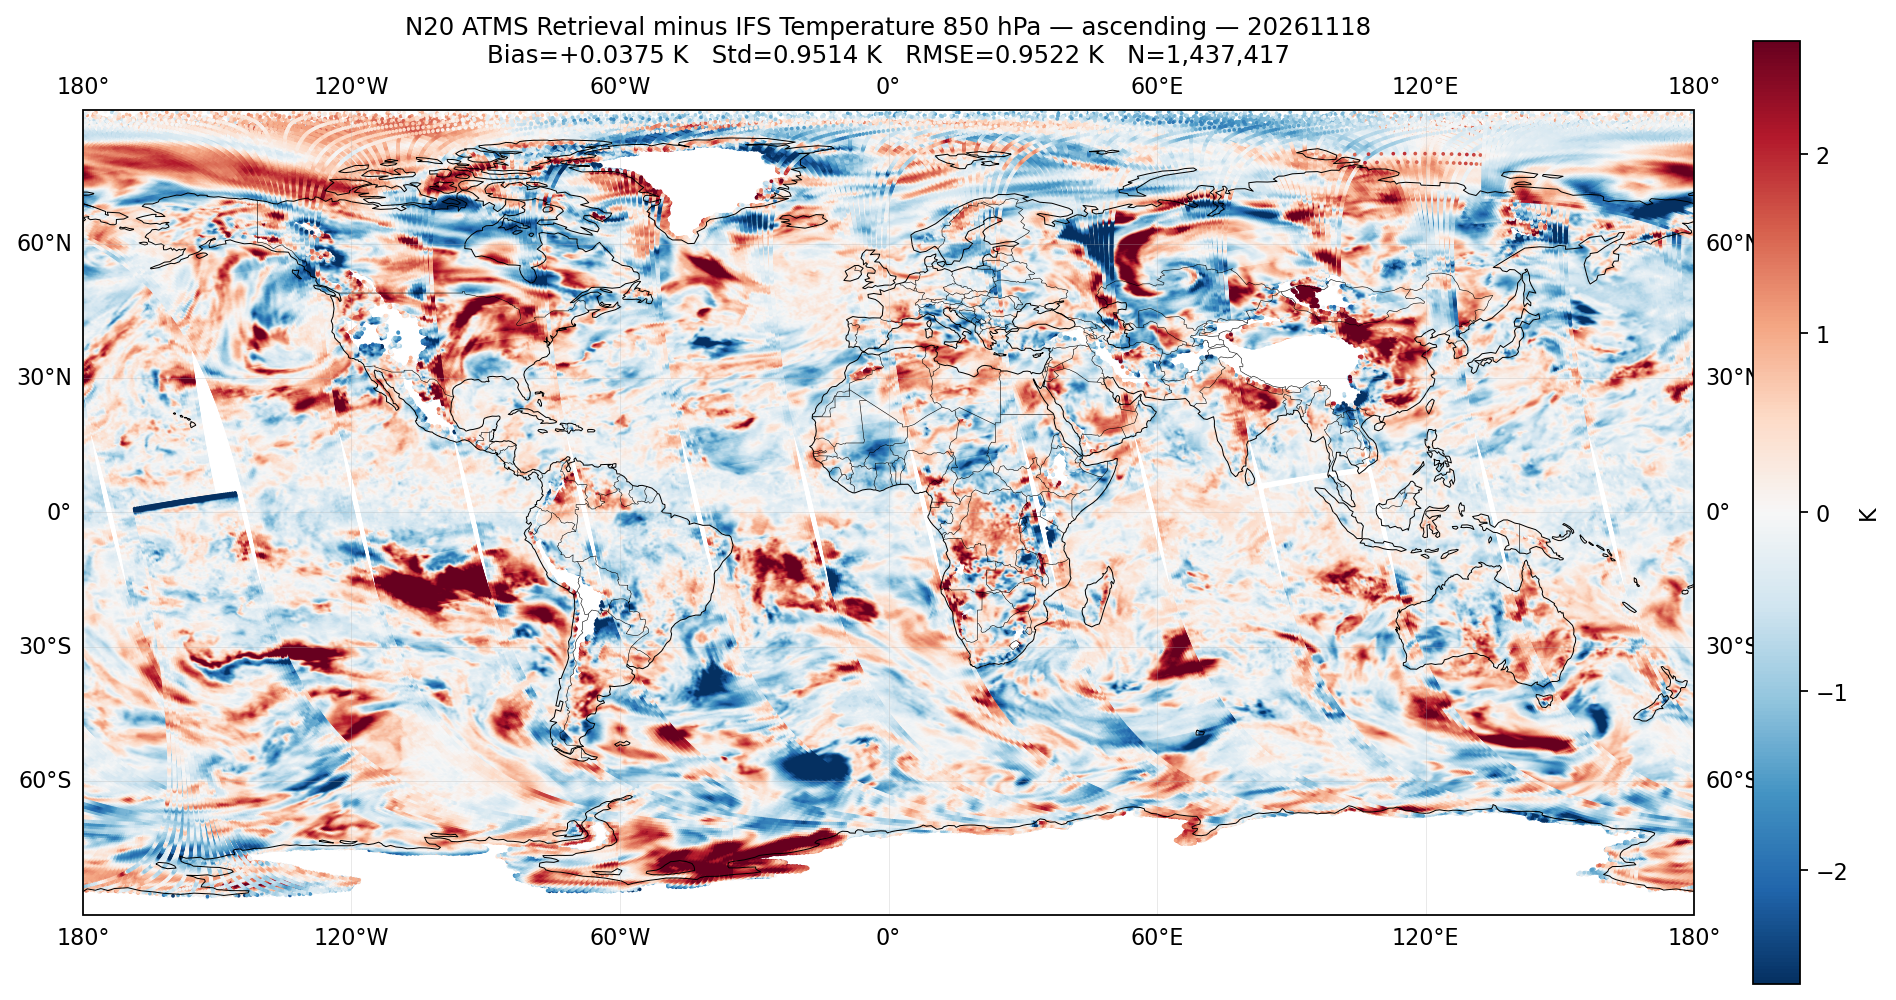 N20 ATMS Retrieval minus IFS Temperature 850 hPa — ascending — 20261118
Bias=+0.0375 K   Std=0.9514 K   RMSE=0.9522 K   N=1,437,417
180° 120°W 60°W 0° 60°E 120°E 180°
60°N 60°N
30°N 30°N
0° 0°
30°S 30°S
60°S 60°S
180° 120°W 60°W 0° 60°E 120°E 180°
2
1
0
−1
−2
K